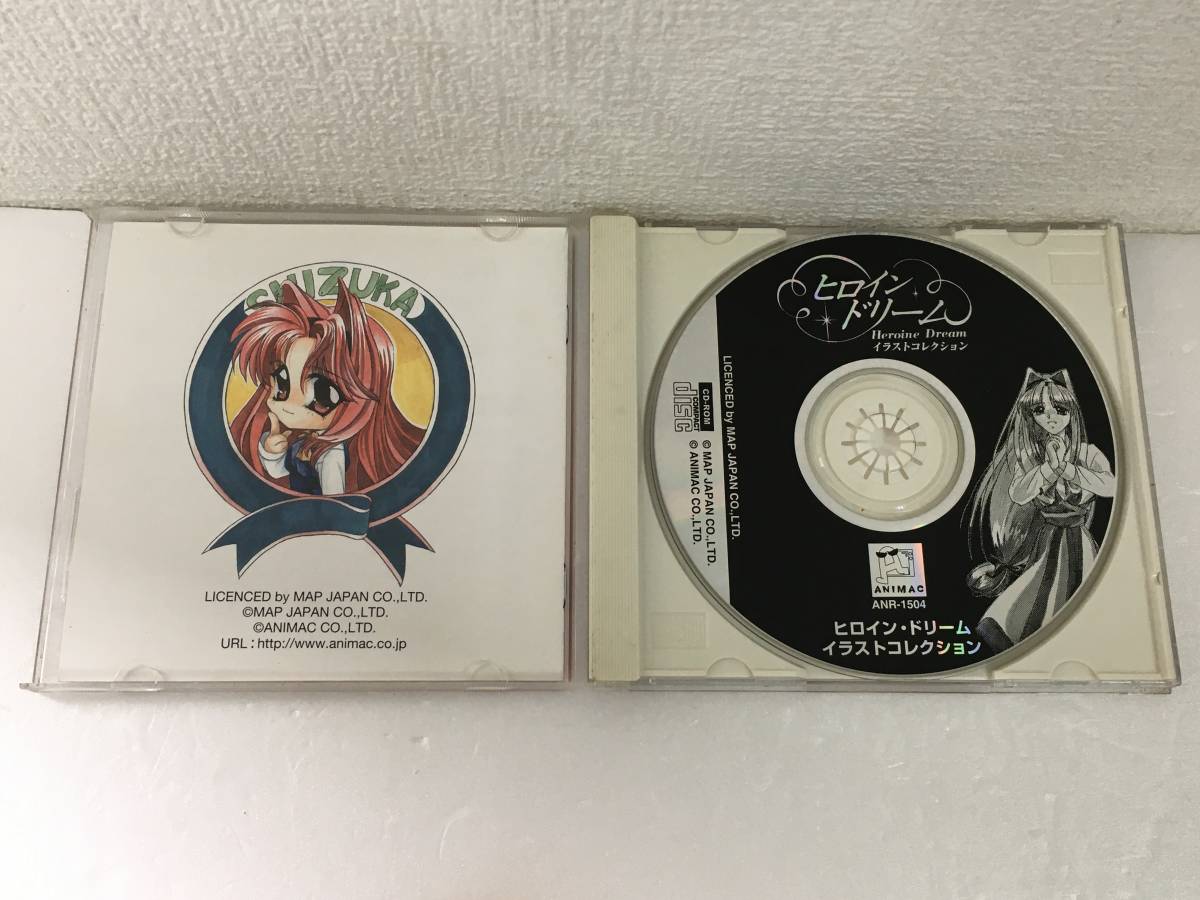 SHIZUKA
LICENCED by MAP JAPAN CO.,LTD.
©MAP JAPAN CO.,LTD.
©ANIMAC CO.,LTD.
URL：http://www.animac.co.jp
ヒロイン
ドリーム
Heroine Dream
イラストコレクション
LICENCED by MAP JAPAN CO.,LTD.
© MAP JAPAN CO.,LTD.
© ANIMAC CO.,LTD.
CD-ROM
COMPACT
disc
ANIMAC
ANR-1504
ヒロイン・ドリーム
イラストコレクション